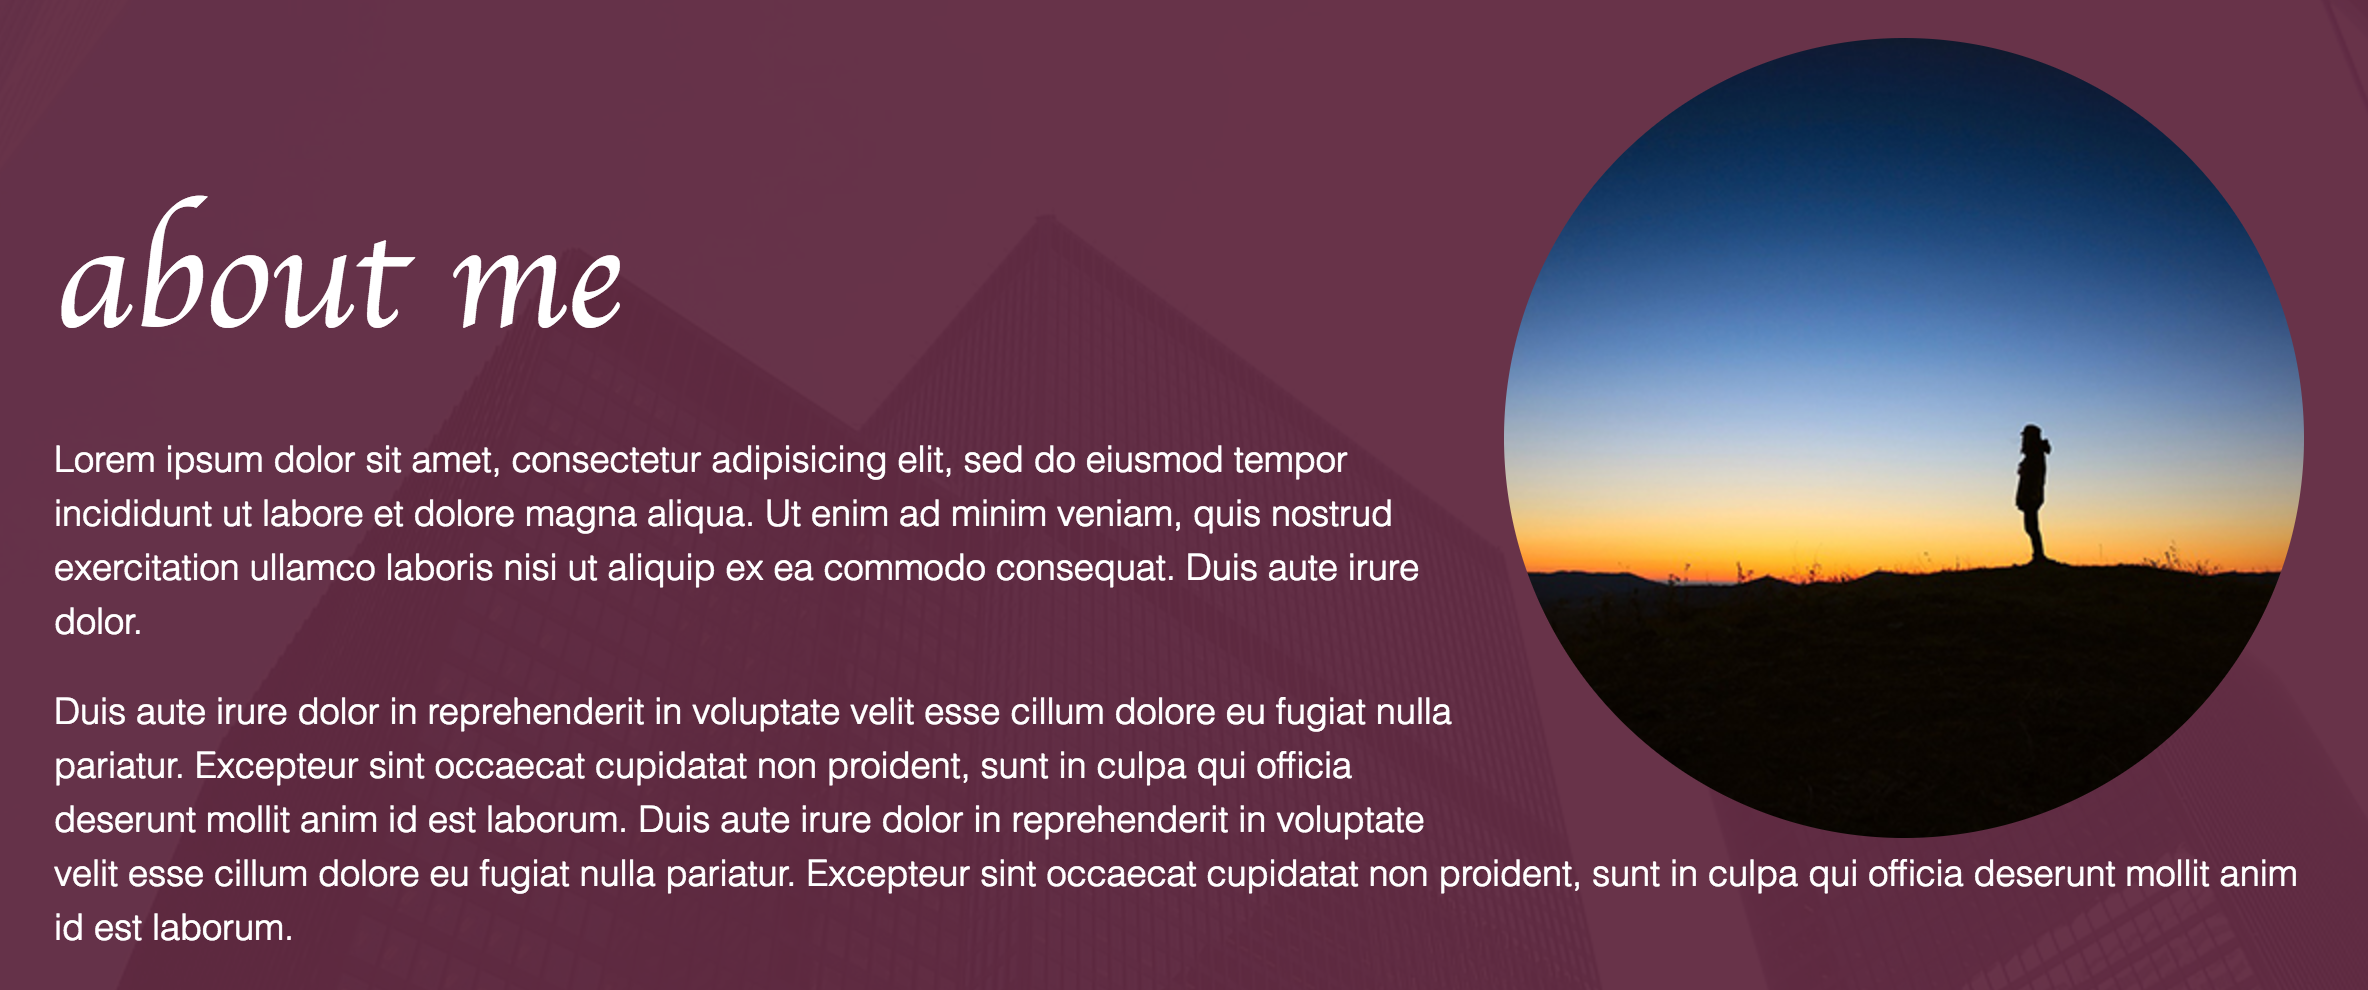 about me
Lorem ipsum dolor sit amet, consectetur adipisicing elit, sed do eiusmod tempor
incididunt ut labore et dolore magna aliqua. Ut enim ad minim veniam, quis nostrud
exercitation ullamco laboris nisi ut aliquip ex ea commodo consequat. Duis aute irure
dolor.
Duis aute irure dolor in reprehenderit in voluptate velit esse cillum dolore eu fugiat nulla
pariatur. Excepteur sint occaecat cupidatat non proident, sunt in culpa qui officia
deserunt mollit anim id est laborum. Duis aute irure dolor in reprehenderit in voluptate
velit esse cillum dolore eu fugiat nulla pariatur. Excepteur sint occaecat cupidatat non proident, sunt in culpa qui officia deserunt mollit anim
id est laborum.